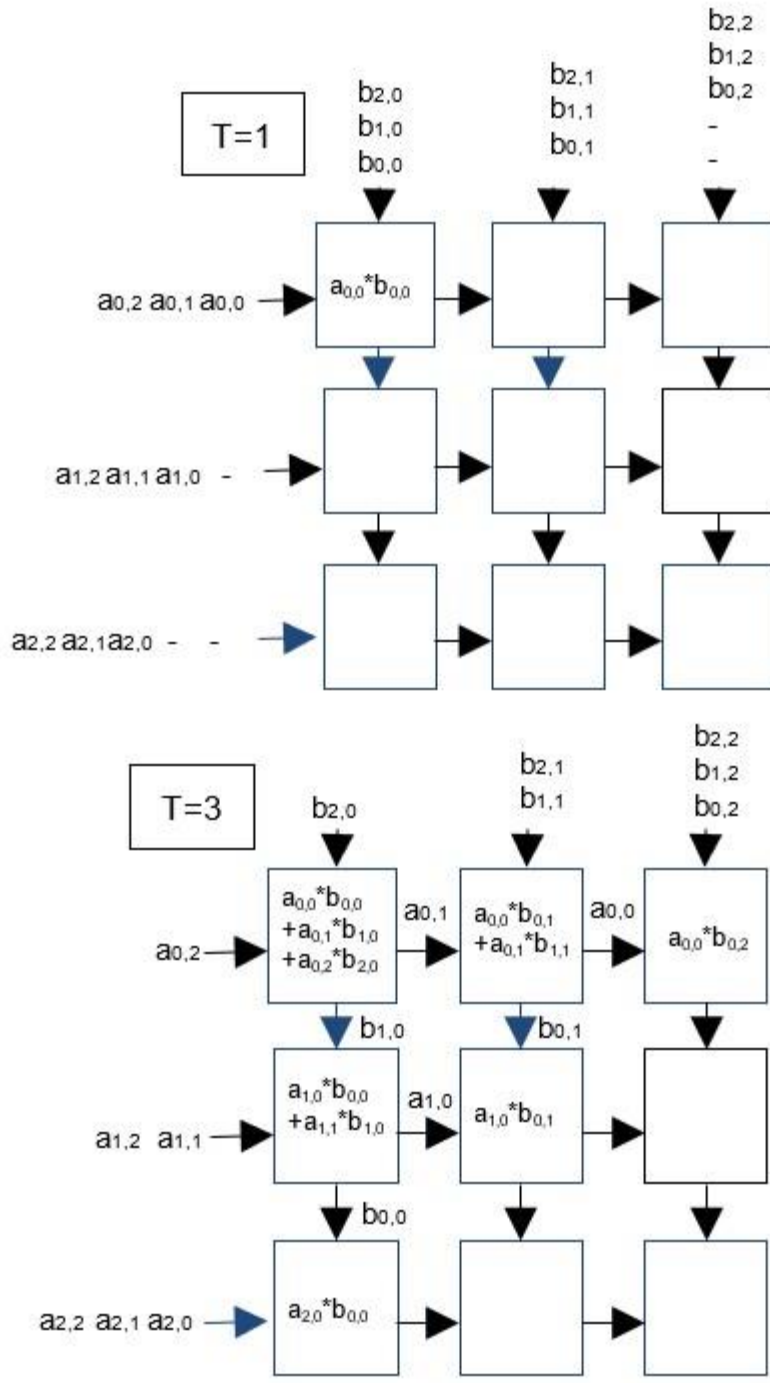 b2,2
b1,2
b0,2
-
-
b2,1
b1,1
b0,1
b2,0
b1,0
b0,0
T=1
a0,2 a0,1 a0,0
a0,0*b0,0
a1,2 a1,1 a1,0 -
a2,2 a2,1 a2,0 - -
T=3
b2,0
b2,1
b1,1
b2,2
b1,2
b0,2
a0,2
a0,0*b0,0
+a0,1*b1,0
+a0,2*b2,0
a0,1
a0,0*b0,1
+a0,1*b1,1
a0,0
a0,0*b0,2
b1,0
b0,1
a1,2 a1,1
a1,0*b0,0
+a1,1*b1,0
a1,0
a1,0*b0,1
b0,0
a2,2 a2,1 a2,0
a2,0*b0,0